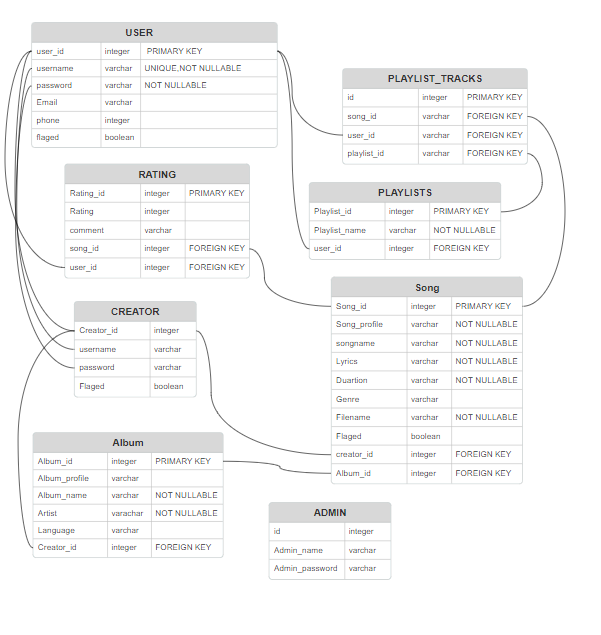 USER
user_id integer PRIMARY KEY
username varchar UNIQUE,NOT NULLABLE
password varchar NOT NULLABLE
Email varchar
phone integer
flaged boolean
PLAYLIST_TRACKS
id integer PRIMARY KEY
song_id varchar FOREIGN KEY
user_id varchar FOREIGN KEY
playlist_id varchar FOREIGN KEY
RATING
Rating_id integer PRIMARY KEY
Rating integer
comment varchar
song_id integer FOREIGN KEY
user_id integer FOREIGN KEY
PLAYLISTS
Playlist_id integer PRIMARY KEY
Playlist_name varchar NOT NULLABLE
user_id integer FOREIGN KEY
CREATOR
Creator_id integer
username varchar
password varchar
Flaged boolean
Song
Song_id integer PRIMARY KEY
Song_profile varchar NOT NULLABLE
songname varchar NOT NULLABLE
Lyrics varchar NOT NULLABLE
Duartion varchar NOT NULLABLE
Genre varchar
Filename varchar NOT NULLABLE
Flaged boolean
creator_id integer FOREIGN KEY
Album_id integer FOREIGN KEY
Album
Album_id integer PRIMARY KEY
Album_profile varchar
Album_name varchar NOT NULLABLE
Artist varachar NOT NULLABLE
Language varchar
Creator_id integer FOREIGN KEY
ADMIN
id integer
Admin_name varchar
Admin_password varchar